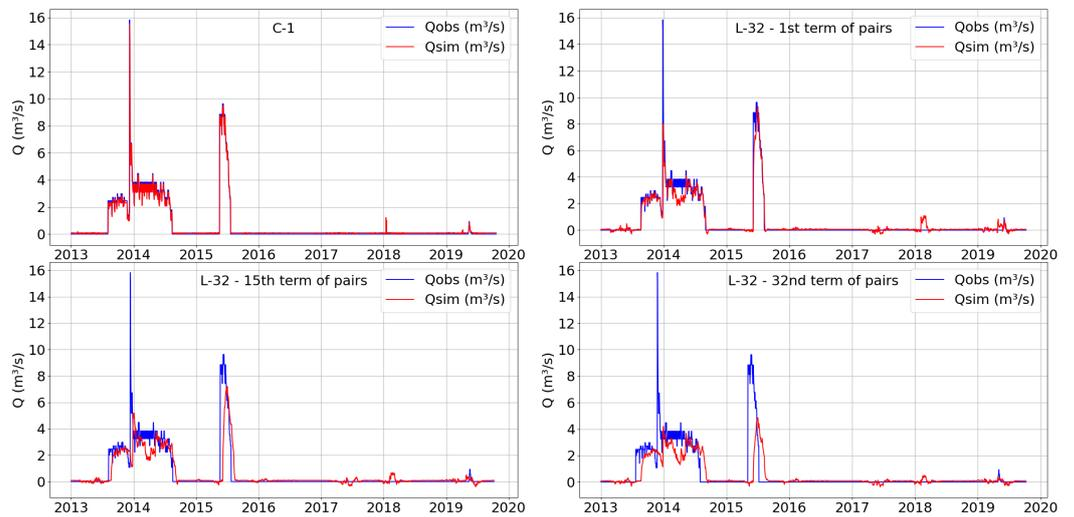 C-1
Qobs (m³/s)
Qsim (m³/s)
Q (m³/s)
16
14
12
10
8
6
4
2
0
2013 2014 2015 2016 2017 2018 2019 2020
L-32 - 1st term of pairs
Qobs (m³/s)
Qsim (m³/s)
Q (m³/s)
16
14
12
10
8
6
4
2
0
2013 2014 2015 2016 2017 2018 2019 2020
L-32 - 15th term of pairs
Qobs (m³/s)
Qsim (m³/s)
Q (m³/s)
16
14
12
10
8
6
4
2
0
2013 2014 2015 2016 2017 2018 2019 2020
L-32 - 32nd term of pairs
Qobs (m³/s)
Qsim (m³/s)
Q (m³/s)
16
14
12
10
8
6
4
2
0
2013 2014 2015 2016 2017 2018 2019 2020